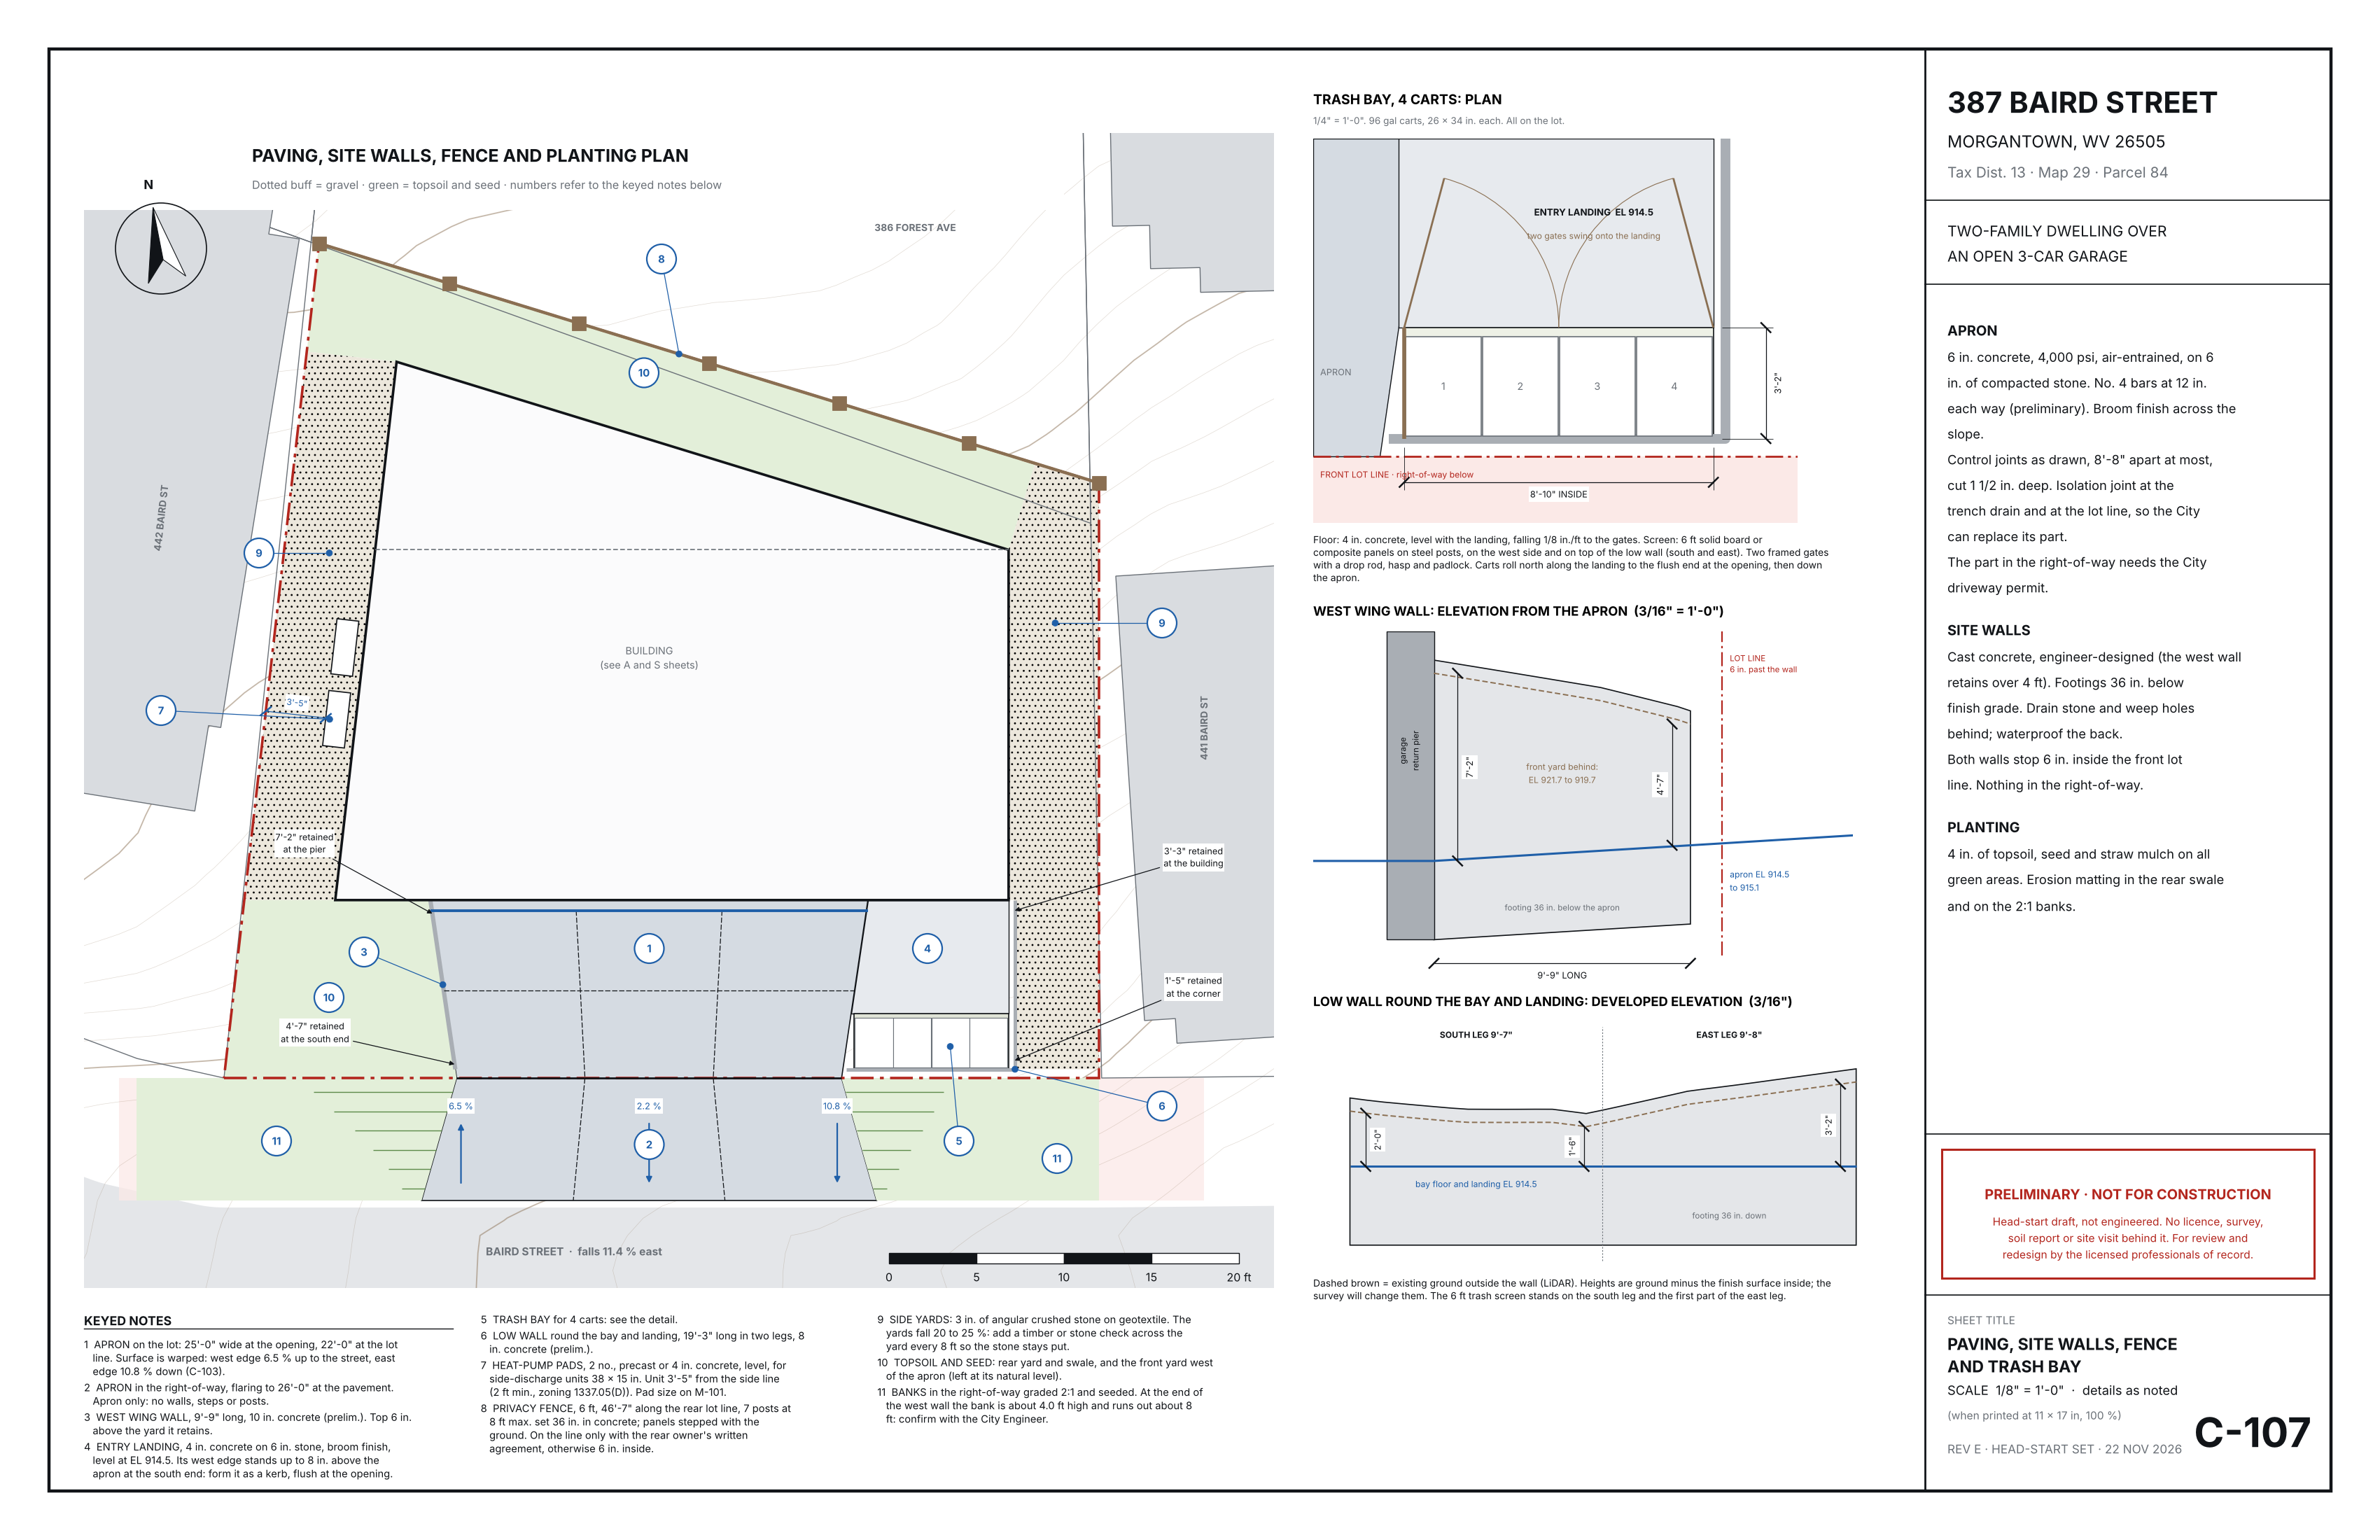 PAVING, SITE WALLS, FENCE AND PLANTING PLAN
Dotted buff = gravel · green = topsoil and seed · numbers refer to the keyed notes below
N
386 FOREST AVE
8
10
442 BAIRD ST
9
9
BUILDING
(see A and S sheets)
7
3'-5"
441 BAIRD ST
7'-2" retained
at the pier
3'-3" retained
at the building
3
1
4
10
1'-5" retained
at the corner
4'-7" retained
at the south end
6.5 %
2.2 %
10.8 %
6
11
2
5
11
BAIRD STREET · falls 11.4 % east
0 5 10 15 20 ft
KEYED NOTES
1 APRON on the lot: 25'-0" wide at the opening, 22'-0" at the lot
line. Surface is warped: west edge 6.5 % up to the street, east
edge 10.8 % down (C-103).
2 APRON in the right-of-way, flaring to 26'-0" at the pavement.
Apron only: no walls, steps or posts.
3 WEST WING WALL, 9'-9" long, 10 in. concrete (prelim.). Top 6 in.
above the yard it retains.
4 ENTRY LANDING, 4 in. concrete on 6 in. stone, broom finish,
level at EL 914.5. Its west edge stands up to 8 in. above the
apron at the south end: form it as a kerb, flush at the opening.
5 TRASH BAY for 4 carts: see the detail.
6 LOW WALL round the bay and landing, 19'-3" long in two legs, 8
in. concrete (prelim.).
7 HEAT-PUMP PADS, 2 no., precast or 4 in. concrete, level, for
side-discharge units 38 × 15 in. Unit 3'-5" from the side line
(2 ft min., zoning 1337.05(D)). Pad size on M-101.
8 PRIVACY FENCE, 6 ft, 46'-7" along the rear lot line, 7 posts at
8 ft max. set 36 in. in concrete; panels stepped with the
ground. On the line only with the rear owner's written
agreement, otherwise 6 in. inside.
9 SIDE YARDS: 3 in. of angular crushed stone on geotextile. The
yards fall 20 to 25 %: add a timber or stone check across the
yard every 8 ft so the stone stays put.
10 TOPSOIL AND SEED: rear yard and swale, and the front yard west
of the apron (left at its natural level).
11 BANKS in the right-of-way graded 2:1 and seeded. At the end of
the west wall the bank is about 4.0 ft high and runs out about 8
ft: confirm with the City Engineer.
TRASH BAY, 4 CARTS: PLAN
1/4" = 1'-0". 96 gal carts, 26 × 34 in. each. All on the lot.
ENTRY LANDING EL 914.5
two gates swing onto the landing
APRON
1
2
3
4
3'-2"
FRONT LOT LINE · right-of-way below
8'-10" INSIDE
Floor: 4 in. concrete, level with the landing, falling 1/8 in./ft to the gates. Screen: 6 ft solid board or
composite panels on steel posts, on the west side and on top of the low wall (south and east). Two framed gates
with a drop rod, hasp and padlock. Carts roll north along the landing to the flush end at the opening, then down
the apron.
WEST WING WALL: ELEVATION FROM THE APRON (3/16" = 1'-0")
LOT LINE
6 in. past the wall
garage
return pier
7'-2"
front yard behind:
EL 921.7 to 919.7
4'-7"
apron EL 914.5
to 915.1
footing 36 in. below the apron
9'-9" LONG
LOW WALL ROUND THE BAY AND LANDING: DEVELOPED ELEVATION (3/16")
SOUTH LEG 9'-7"
EAST LEG 9'-8"
2'-0"
1'-6"
3'-2"
bay floor and landing EL 914.5
footing 36 in. down
Dashed brown = existing ground outside the wall (LiDAR). Heights are ground minus the finish surface inside; the
survey will change them. The 6 ft trash screen stands on the south leg and the first part of the east leg.
387 BAIRD STREET
MORGANTOWN, WV 26505
Tax Dist. 13 · Map 29 · Parcel 84
TWO-FAMILY DWELLING OVER
AN OPEN 3-CAR GARAGE
APRON
6 in. concrete, 4,000 psi, air-entrained, on 6
in. of compacted stone. No. 4 bars at 12 in.
each way (preliminary). Broom finish across the
slope.
Control joints as drawn, 8'-8" apart at most,
cut 1 1/2 in. deep. Isolation joint at the
trench drain and at the lot line, so the City
can replace its part.
The part in the right-of-way needs the City
driveway permit.
SITE WALLS
Cast concrete, engineer-designed (the west wall
retains over 4 ft). Footings 36 in. below
finish grade. Drain stone and weep holes
behind; waterproof the back.
Both walls stop 6 in. inside the front lot
line. Nothing in the right-of-way.
PLANTING
4 in. of topsoil, seed and straw mulch on all
green areas. Erosion matting in the rear swale
and on the 2:1 banks.
PRELIMINARY · NOT FOR CONSTRUCTION
Head-start draft, not engineered. No licence, survey,
soil report or site visit behind it. For review and
redesign by the licensed professionals of record.
SHEET TITLE
PAVING, SITE WALLS, FENCE
AND TRASH BAY
SCALE 1/8" = 1'-0" · details as noted
(when printed at 11 × 17 in, 100 %)
REV E · HEAD-START SET · 22 NOV 2026
C-107